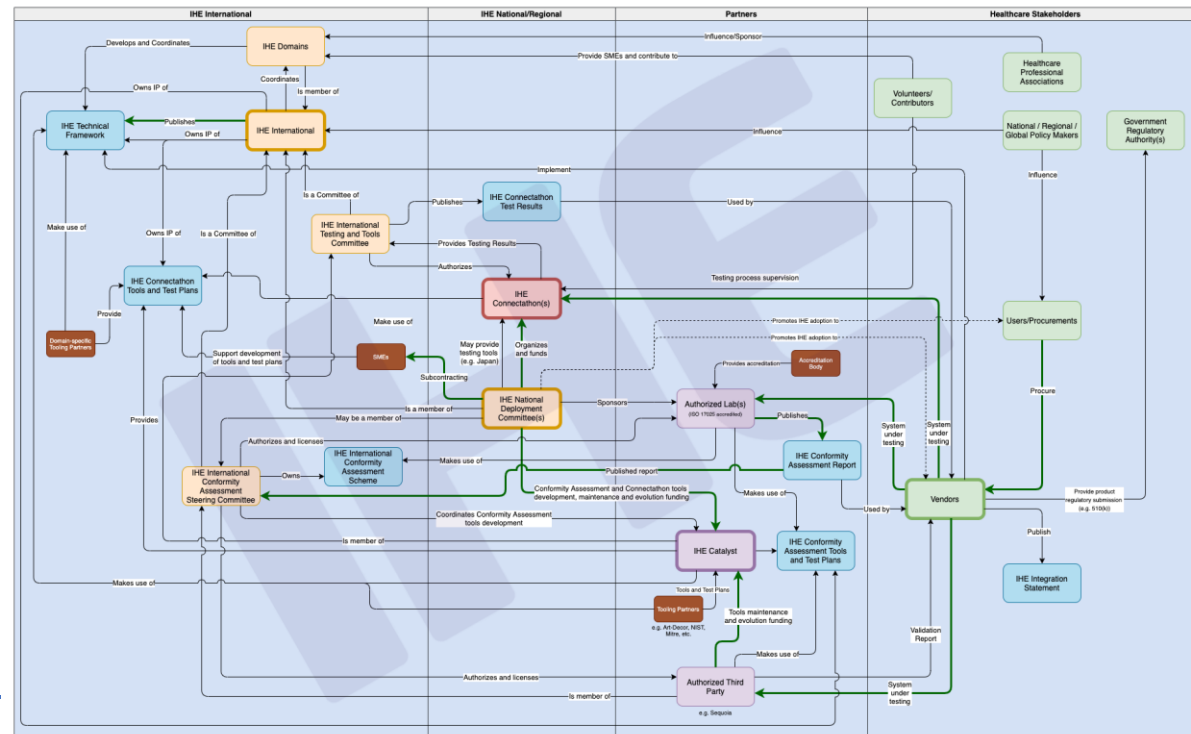 IHE International
IHE National/Regional
Partners
Healthcare Stakeholders
Develops and Coordinates
IHE Domains
Influence/Sponsor
Provide SMEs and contribute to
Healthcare
Professional
Associations
Coordinates
Is member of
Owns IP of
Volunteers/
Contributors
IHE Technical
Framework
Publishes
IHE International
Owns IP of
Influence
National / Regional /
Global Policy Makers
Government
Regulatory
Authority(s)
Implement
Influence
Is a Committee of
Publishes
IHE Connectathon
Test Results
Used by
Make use of
Owns IP of
Is a Committee of
IHE International
Testing and Tools
Committee
Provides Testing Results
Authorizes
Testing process supervision
IHE Connectathon
Tools and Test Plans
IHE
Connectathon(s)
Provide
Make use of
Promotes IHE adoption to
Users/Procurements
Domain-specific
Tooling Partners
Support development
of tools and test plans
SMEs
May provide
testing tools
(e.g. Japan)
Organizes
and funds
Promotes IHE adoption to
Provides accreditation
Accreditation
Body
Subcontracting
Procure
Provides
Is a member of
IHE National
Deployment
Committee(s)
Sponsors
Authorized Lab(s)
(ISO 17025 accredited)
Publishes
May be a member of
System
under
testing
System
under
testing
Authorizes and licenses
Makes use of
IHE Conformity
Assessment Report
IHE International
Conformity
Assessment
Steering Committee
Owns
IHE International
Conformity
Assessment
Scheme
Published report
Conformity Assessment and Connathon tools
development, maintenance and evolution funding
Makes use of
Used by
Vendors
Provide product
regulatory submission
(e.g. 510(k))
Coordinates Conformity Assessment
tools development
Publish
Is member of
IHE Catalyst
IHE Conformity
Assessment Tools
and Test Plans
IHE Integration
Statement
Makes use of
Tools and Test Plans
Tooling Partners
e.g. Art-Decor, NIST,
Mitre, etc.
Tools maintenance
and evolution funding
Validation
Report
Makes use of
Authorizes and licenses
Authorized Third
Party
Is member of
System
under
testing
e.g. Sequoia
IHE